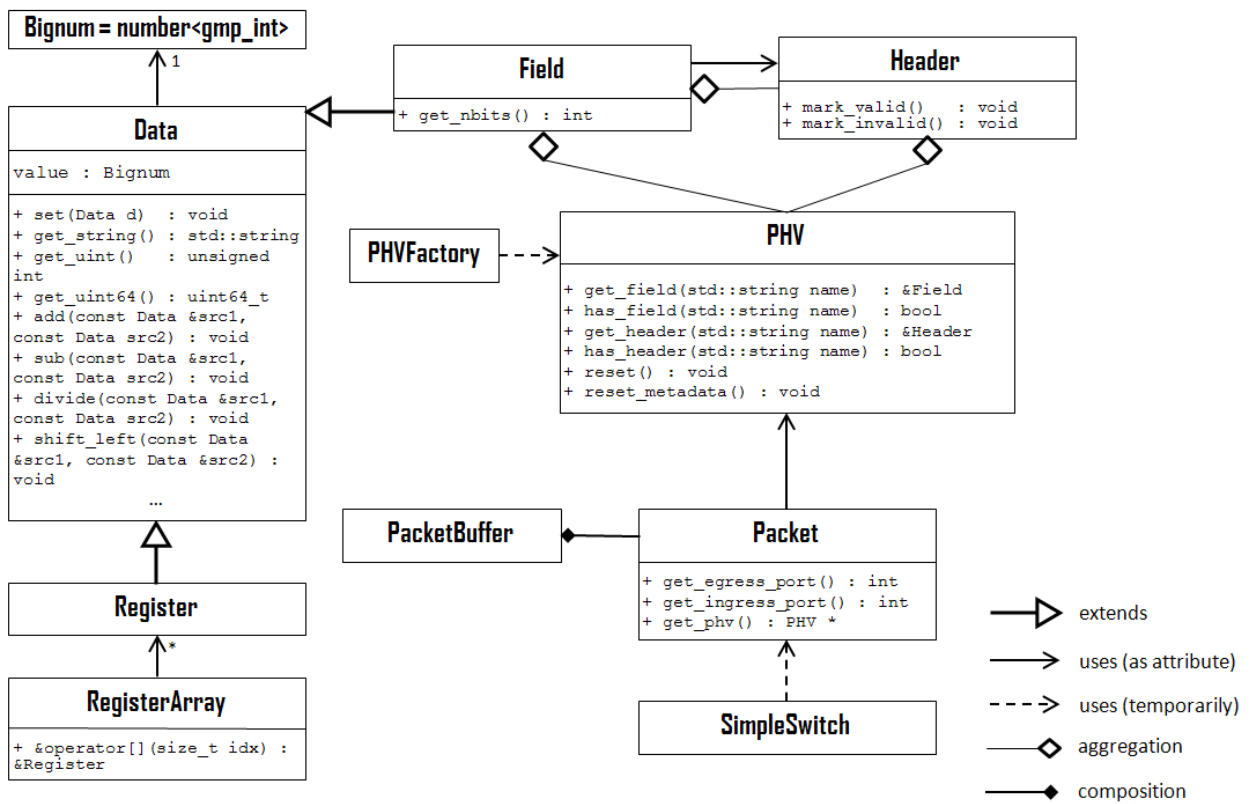 Bignum = number<gmp_int>
1
Data
value : Bignum
+ set(Data d)  : void
+ get_string() : std::string
+ get_uint()   : unsigned
int
+ get_uint64() : uint64_t
+ add(const Data &src1,
const Data src2) : void
+ sub(const Data &src1,
const Data src2) : void
+ divide(const Data &src1,
const Data src2) : void
+ shift_left(const Data
&src1, const Data &src2) :
void
...
Register
*
RegisterArray
+ &operator[](size_t idx) :
&Register
Field
+ get_nbits() : int
Header
+ mark_valid()   : void
+ mark_invalid() : void
PHVFactory
PHV
+ get_field(std::string name)  : &Field
+ has_field(std::string name)  : bool
+ get_header(std::string name) : &Header
+ has_header(std::string name) : bool
+ reset() : void
+ reset_metadata() : void
PacketBuffer
Packet
+ get_egress_port() : int
+ get_ingress_port() : int
+ get_phv() : PHV *
SimpleSwitch
extends
uses (as attribute)
uses (temporarily)
aggregation
composition